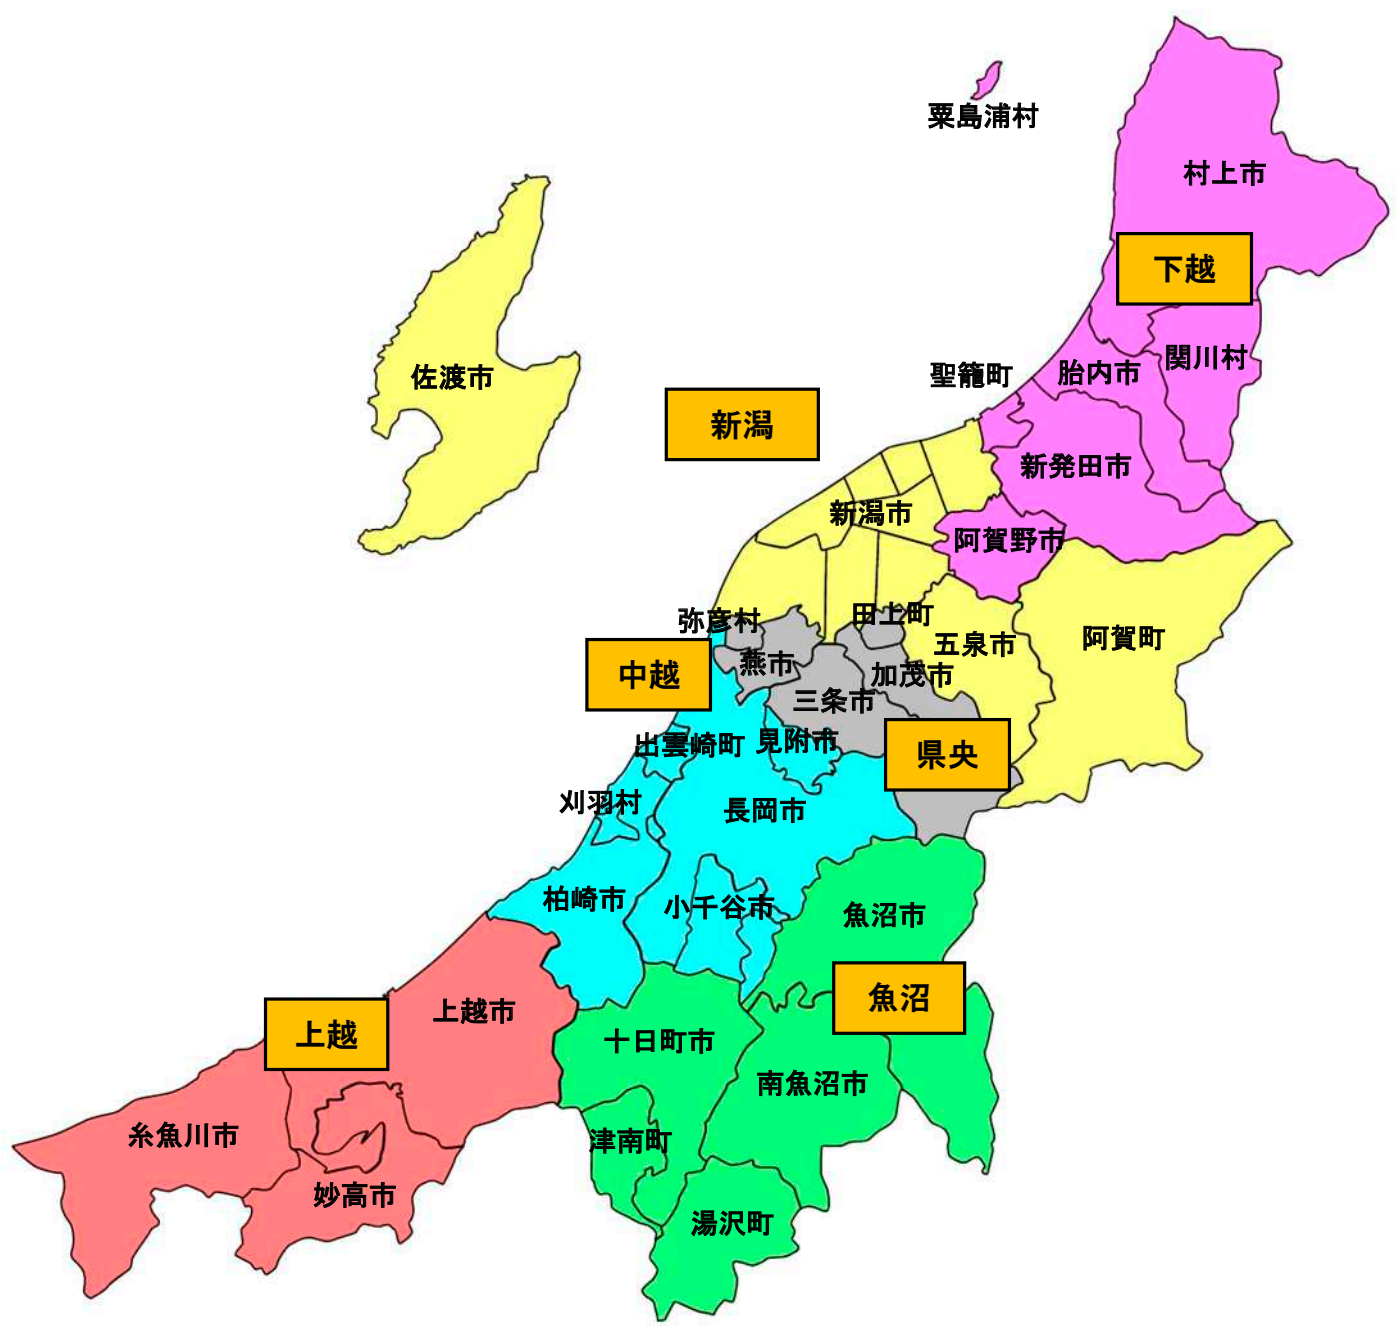 粟島浦村
村上市
下越
関川村
胎内市
聖籠町
佐渡市
新潟
新発田市
新潟市
阿賀野市
弥彦村
田上町
阿賀町
五泉市
燕市
中越
加茂市
三条市
出雲崎町
見附市
県央
刈羽村
長岡市
柏崎市
小千谷市
魚沼市
魚沼
上越市
上越
十日町市
南魚沼市
糸魚川市
津南町
妙高市
湯沢町